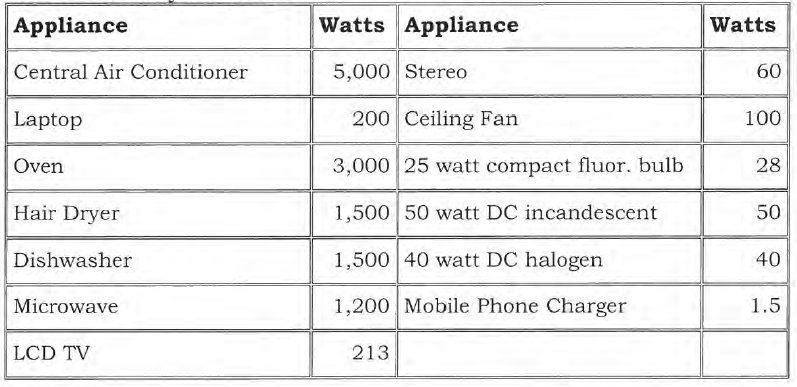 Appliance Watts Appliance Watts
Central Air Conditioner 5,000 Stereo 60
Laptop 200 Ceiling Fan 100
Oven 3,000 25 watt compact fluor. bulb 28
Hair Dryer 1,500 50 watt DC incandescent 50
Dishwasher 1,500 40 watt DC halogen 40
Microwave 1,200 Mobile Phone Charger 1.5
LCD TV 213